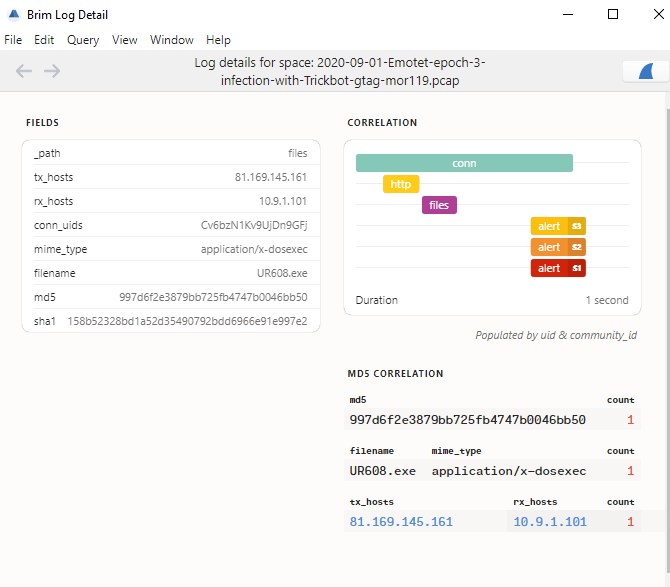 Brim Log Detail
File Edit Query View Window Help
Log details for space: 2020-09-01-Emotet-epoch-3-
infection-with-Trickbot-gtag-mor119.pcap
FIELDS
_path files
tx_hosts 81.169.145.161
rx_hosts 10.9.1.101
conn_uids Cv6bzN1Kv9UjDn9GFj
mime_type application/x-dosexec
filename UR608.exe
md5 997d6f2e3879bb725fb4747b0046bb50
sha1 158b52328bd1a52d35490792bdd6966e91e997e2
CORRELATION
conn
http
files
alert S3
alert S2
alert S1
Duration 1 second
Populated by uid & community_id
MD5 CORRELATION
md5 count
997d6f2e3879bb725fb4747b0046bb50 1
filename mime_type count
UR608.exe application/x-dosexec 1
tx_hosts rx_hosts count
81.169.145.161 10.9.1.101 1